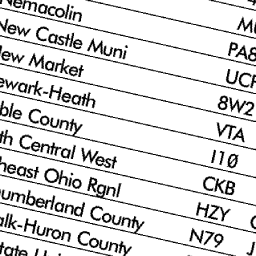 Nemacolin PA8
New Castle Muni UCP
New Market 8W2
ewark-Heath VTA
ble County I10
th Central West CKB
heast Ohio Rgnl HZY
umberland County N79
alk-Huron County